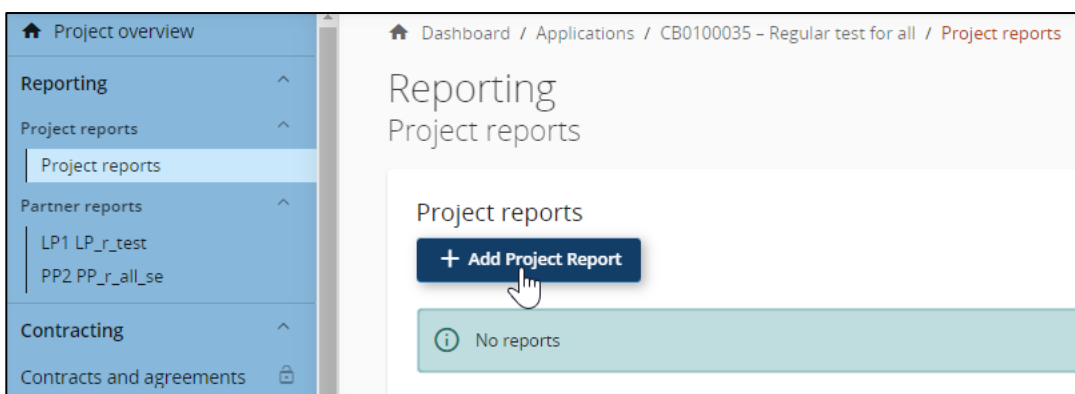 Project overview
Reporting
Project reports
Project reports
Partner reports
LP1 LP_r_test
PP2 PP_r_all_se
Contracting
Contracts and agreements
Dashboard / Applications / CB0100035 – Regular test for all / Project reports
Reporting
Project reports
Project reports
+ Add Project Report
No reports